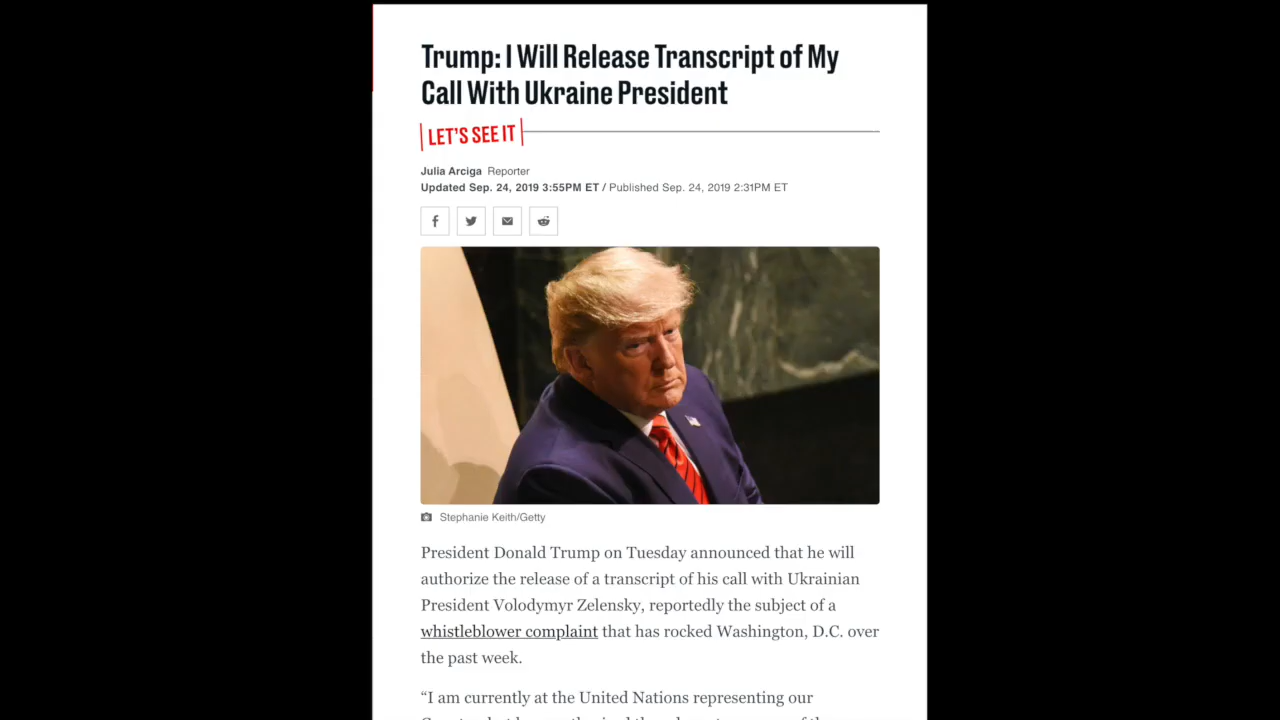 Trump: I Will Release Transcript of My
Call With Ukraine President
LET'S SEE IT
Julia Arciga Reporter
Updated Sep. 24, 2019 3:55PM ET / Published Sep. 24, 2019 2:31PM ET
Stephanie Keith/Getty
President Donald Trump on Tuesday announced that he will
authorize the release of a transcript of his call with Ukrainian
President Volodymyr Zelensky, reportedly the subject of a
whistleblower complaint that has rocked Washington, D.C. over
the past week.
“I am currently at the United Nations representing our